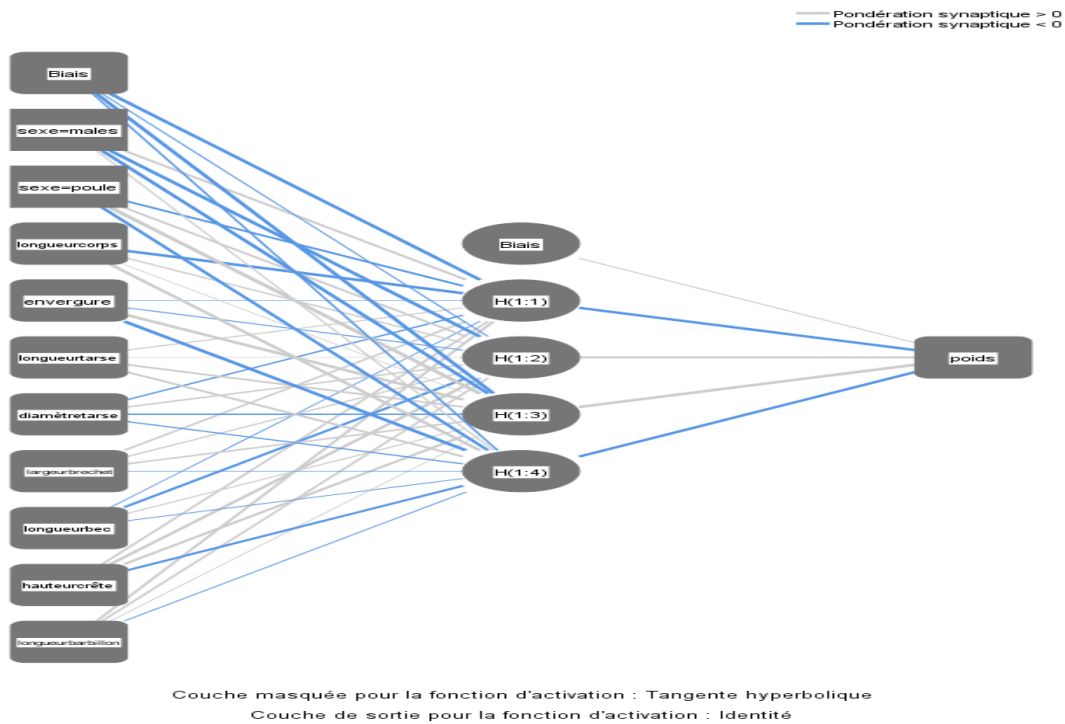 Pondération synaptique > 0
Pondération synaptique < 0
Biais
sexe=males
sexe=poule
longueurcorps
envergure
longueurtarse
diamètretarse
largeurbrechet
longueurbec
hauteurcrête
longueurbarbillon
Biais
H(1:1)
H(1:2)
H(1:3)
H(1:4)
poids
Couche masquée pour la fonction d'activation : Tangente hyperbolique
Couche de sortie pour la fonction d'activation : Identité